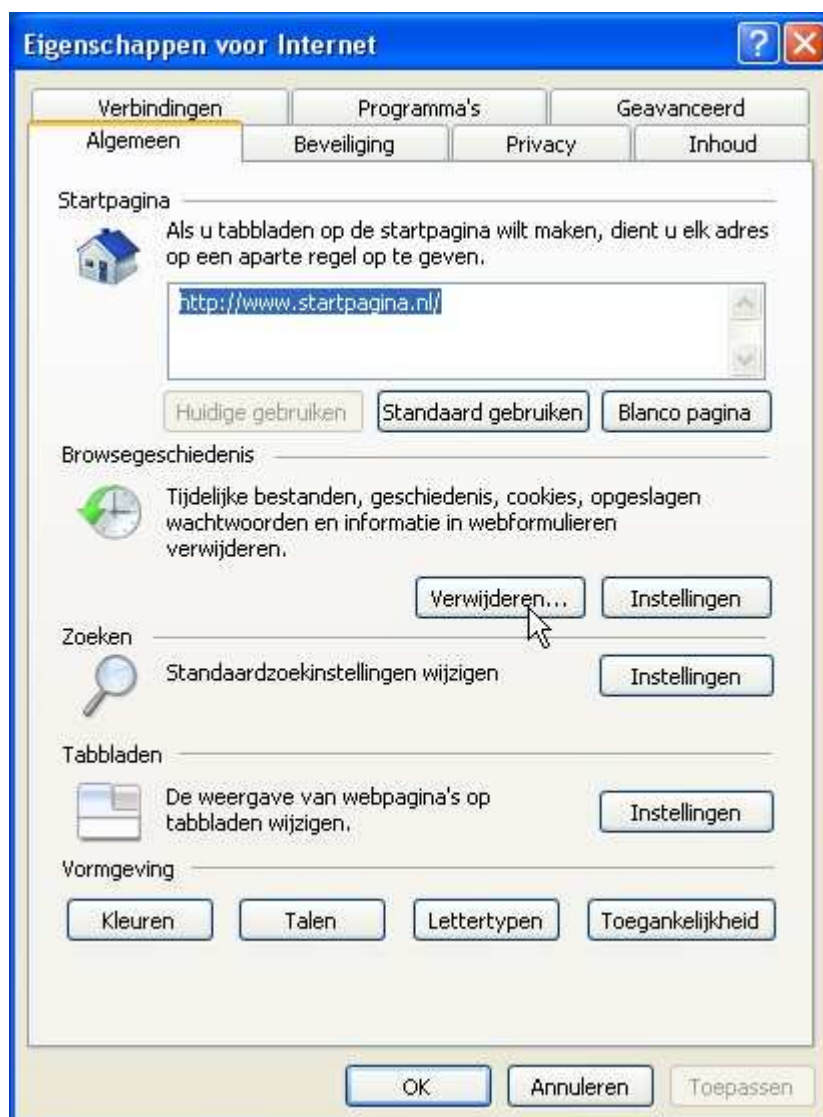 Eigenschappen voor Internet
?
Verbindingen Programma's Geavanceerd
Algemeen Beveiliging Privacy Inhoud
Startpagina
Als u tabbladen op de startpagina wilt maken, dient u elk adres
op een aparte regel op te geven.
http://www.startpagina.nl/
Huidige gebruiken Standaard gebruiken Blanco pagina
Browsegeschiedenis
Tijdelijke bestanden, geschiedenis, cookies, opgeslagen
wachtwoorden en informatie in webformulieren
verwijderen.
Verwijderen... Instellingen
Zoeken
Standaardzoekinstellingen wijzigen Instellingen
Tabbladen
De weergave van webpagina's op
tabbladen wijzigen.
Instellingen
Vormgeving
Kleuren Talen Lettertypen Toegankelijkheid
OK Annuleren Toepassen